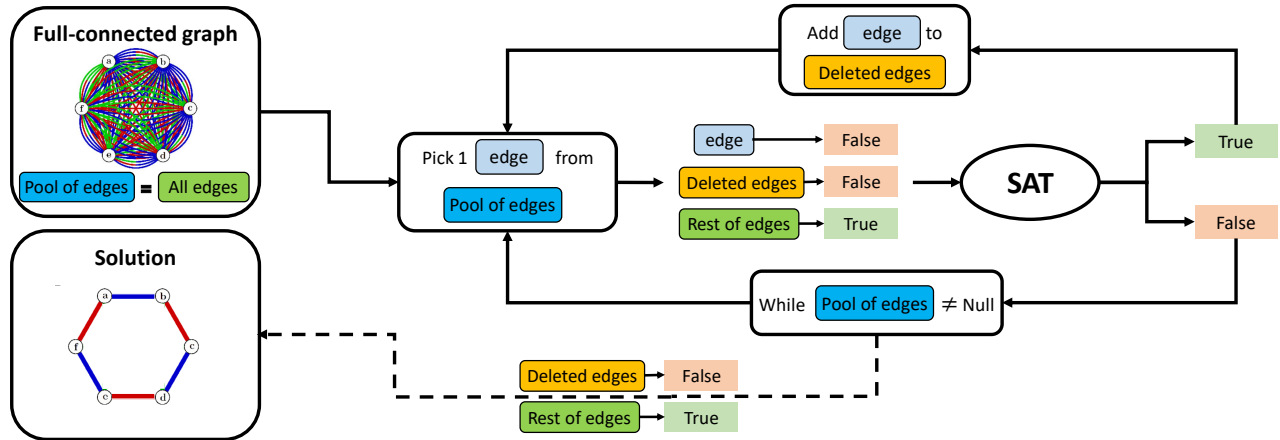 Full-connected graph
a b
f c
e d
Pool of edges = All edges
Solution
a b
f c
e d
Pick 1 edge from
Pool of edges
Add edge to
Deleted edges
edge False
Deleted edges False
Rest of edges True
SAT
True
False
While Pool of edges ≠ Null
Deleted edges False
Rest of edges True